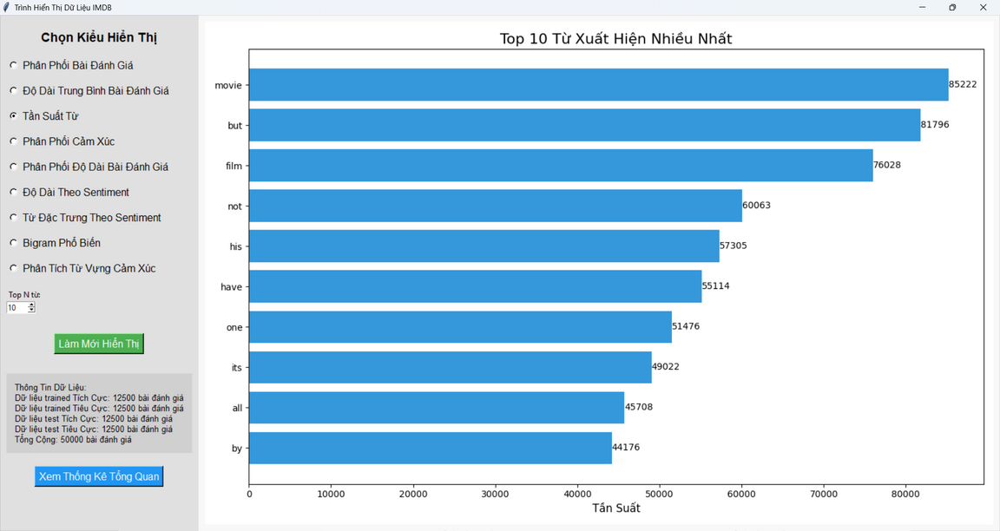 Trình Hiển Thị Dữ Liệu IMDB
Chọn Kiểu Hiển Thị
Phân Phối Bài Đánh Giá
Độ Dài Trung Bình Bài Đánh Giá
Tần Suất Từ
Phân Phối Cảm Xúc
Phân Phối Độ Dài Bài Đánh Giá
Độ Dài Theo Sentiment
Từ Đặc Trưng Theo Sentiment
Bigram Phổ Biến
Phân Tích Từ Vựng Cảm Xúc
Top N từ:
10
Làm Mới Hiển Thị
Thông Tin Dữ Liệu:
Dữ liệu trained Tích Cực: 12500 bài đánh giá
Dữ liệu trained Tiêu Cực: 12500 bài đánh giá
Dữ liệu test Tích Cực: 12500 bài đánh giá
Dữ liệu test Tiêu Cực: 12500 bài đánh giá
Tổng Cộng: 50000 bài đánh giá
Xem Thống Kê Tổng Quan
Top 10 Từ Xuất Hiện Nhiều Nhất
movie 85222
but 81796
film 76028
not 60063
his 57305
have 55114
one 51476
its 49022
all 45708
by 44176
0 10000 20000 30000 40000 50000 60000 70000 80000
Tần Suất